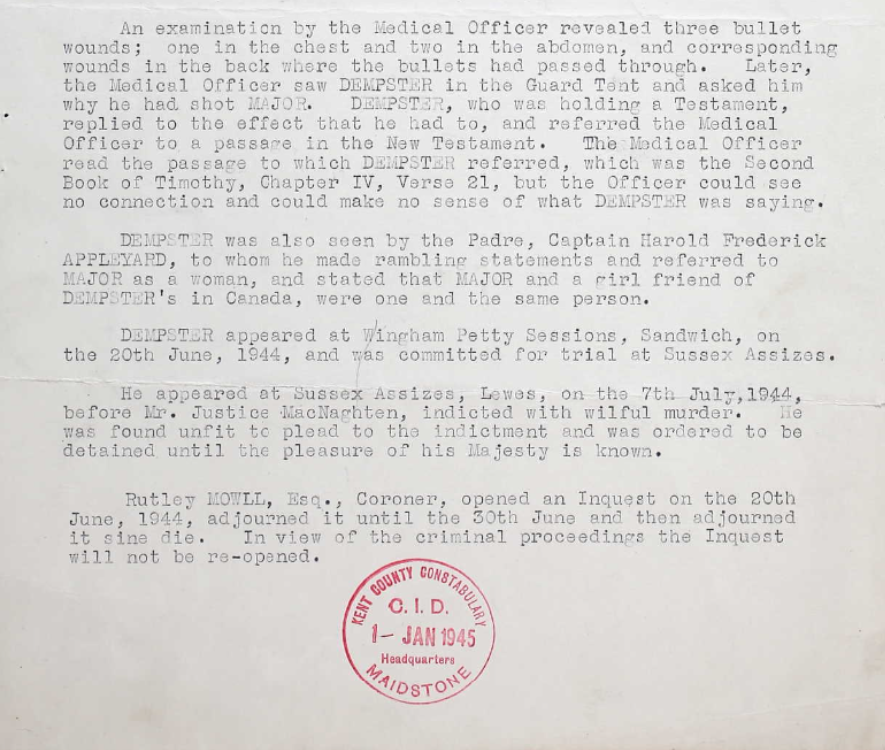 An examination by the Medical Officer revealed three bullet
wounds; one in the chest and two in the abdomen, and corresponding
wounds in the back where the bullets had passed through. Later,
the Medical Officer saw DEMPSTER in the Guard Tent and asked him
why he had shot MAJOR. DEMPSTER, who was holding a Testament,
replied to the effect that he had to, and referred the Medical
Officer to a passage in the New Testament. The Medical Officer
read the passage to which DEMPSTER referred, which was the Second
Book of Timothy, Chapter IV, Verse 21, but the Officer could see
no connection and could make no sense of what DEMPSTER was saying.
DEMPSTER was also seen by the Padre, Captain Harold Frederick
APPLEYARD, to whom he made rambling statements and referred to
MAJOR as a woman, and stated that MAJOR and a girl friend of
DEMPSTER's in Canada, were one and the same person.
DEMPSTER appeared at Wingham Petty Sessions, Sandwich, on
the 20th June, 1944, and was committed for trial at Sussex Assizes.
He appeared at Sussex Assizes, Lewes, on the 7th July, 1944,
before Mr. Justice MacNaghten, indicted with wilful murder. He
was found unfit to plead to the indictment and was ordered to be
detained until the pleasure of his Majesty is known.
Rutley MOWLL, Esq., Coroner, opened an Inquest on the 20th
June, 1944, adjourned it until the 30th June and then adjourned
it sine die. In view of the criminal proceedings the Inquest
will not be re-opened.
KENT COUNTY CONSTABULARY
C. I. D.
1- JAN 1945
Headquarters
MAIDSTONE